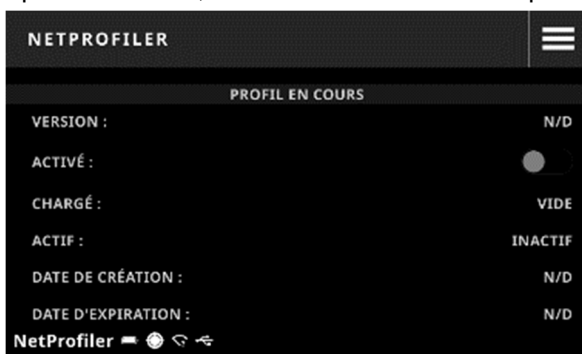 NETPROFILER
PROFIL EN COURS
VERSION : N/D
ACTIVÉ :
CHARGÉ : VIDE
ACTIF : INACTIF
DATE DE CRÉATION : N/D
DATE D'EXPIRATION : N/D
NetProfiler